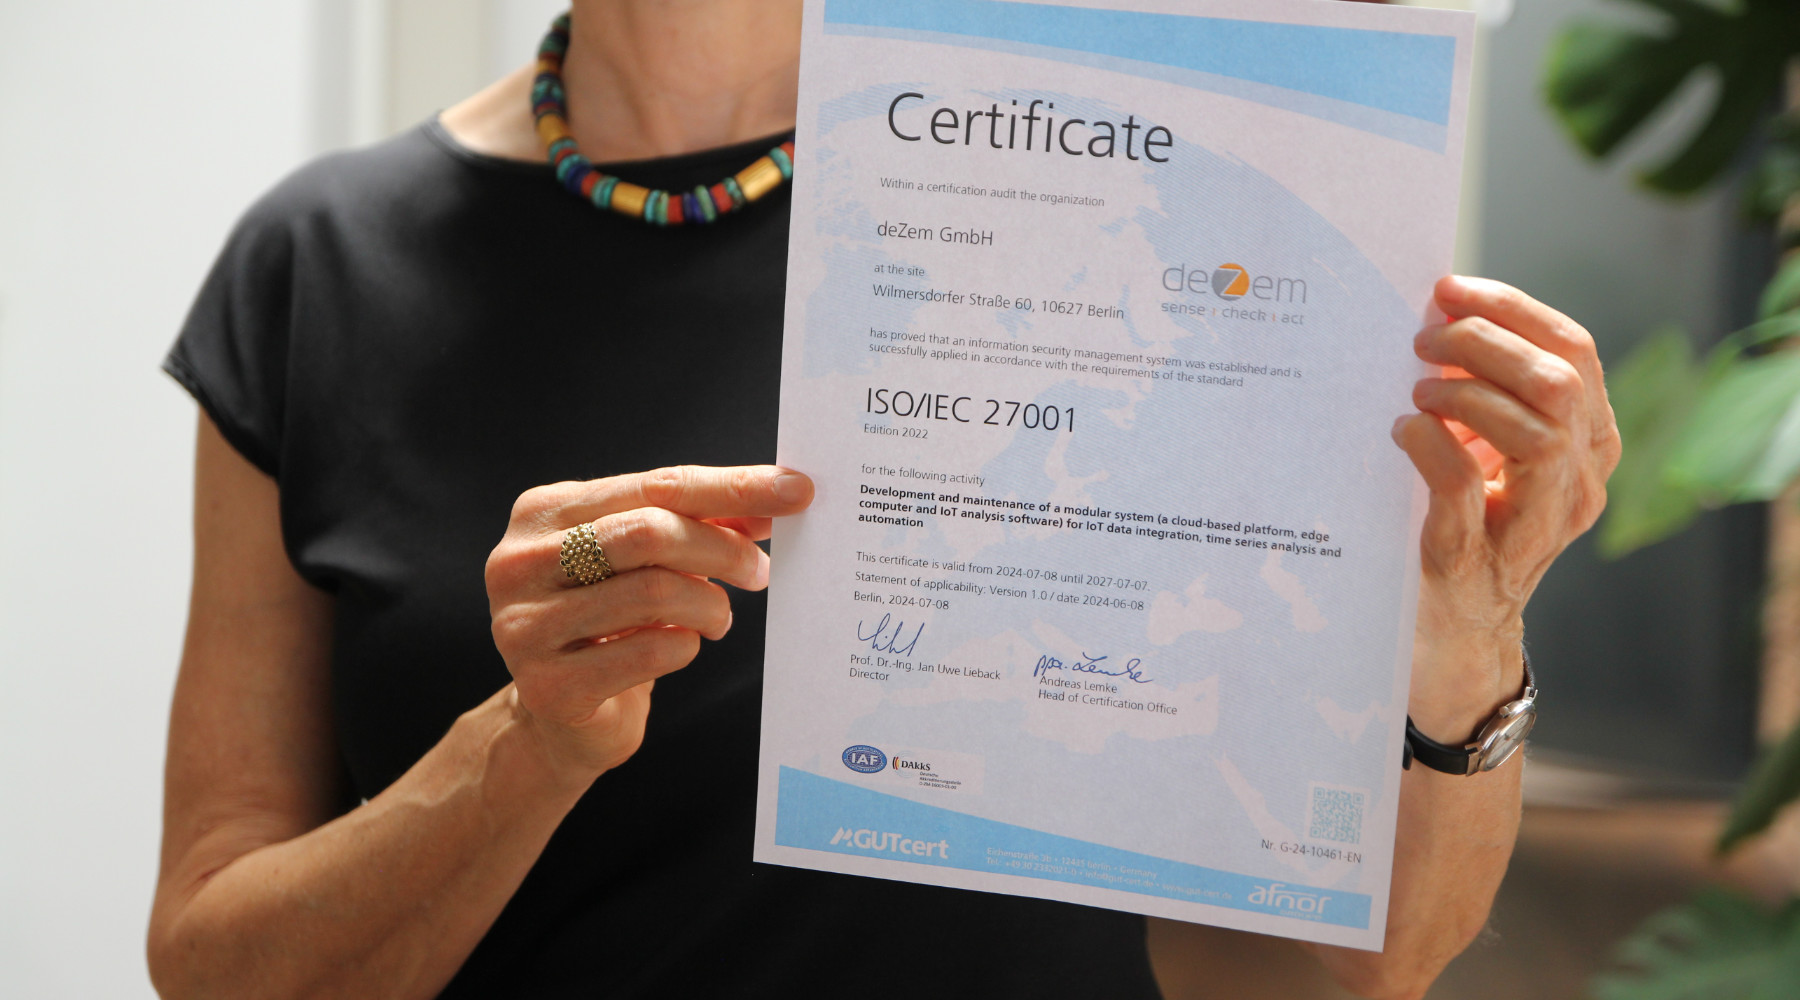 Certificate
Within a certification audit the organization
deZem GmbH
at the site
Wilmersdorfer Straße 60, 10627 Berlin
deZem
sense check act
has proved that an information security management system was established and is
successfully applied in accordance with the requirements of the standard
ISO/IEC 27001
Edition 2022
for the following activity
Development and maintenance of a modular system (a cloud-based platform, edge
computer and IoT analysis software) for IoT data integration, time series analysis and
automation
This certificate is valid from 2024-07-08 until 2027-07-07.
Statement of applicability: Version 1.0 / date 2024-06-08
Berlin, 2024-07-08
ppa. Lemke
Prof. Dr.-Ing. Jan Uwe Lieback
Director
Andreas Lemke
Head of Certification Office
IAF
DAkkS
Deutsche
Akkreditierungsstelle
Nr. G-24-10461-EN
GUTcert
afnor